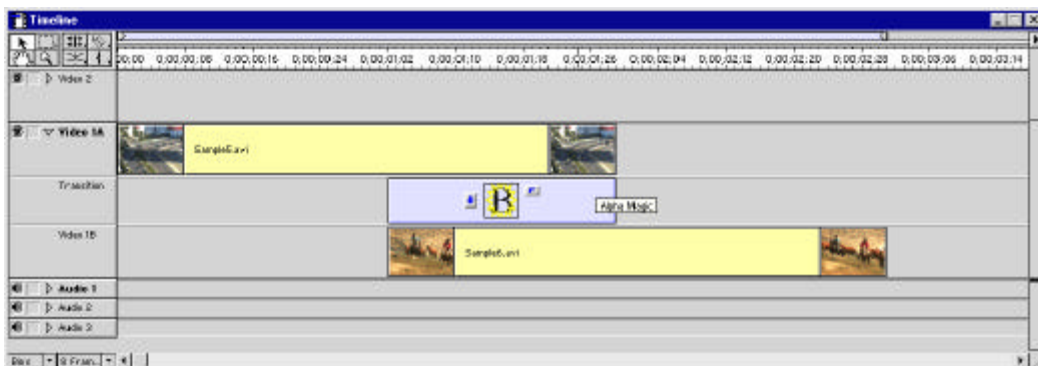 Timeline
00:00 0;00;00;08 0;00;00;16 0;00;00;24 0;00;01;02 0;00;01;10 0;00;01;18 0;00;01;26 0;00;02;04 0;00;02;12 0;00;02;20 0;00;02;28 0;00;03;06 0;00;03;14
Video 2
Video 1A
Sample5.avi
Transition
B
Alpha Magic
Video 1B
Sample6.avi
Audio 1
Audio 2
Audio 3
8 Fram..